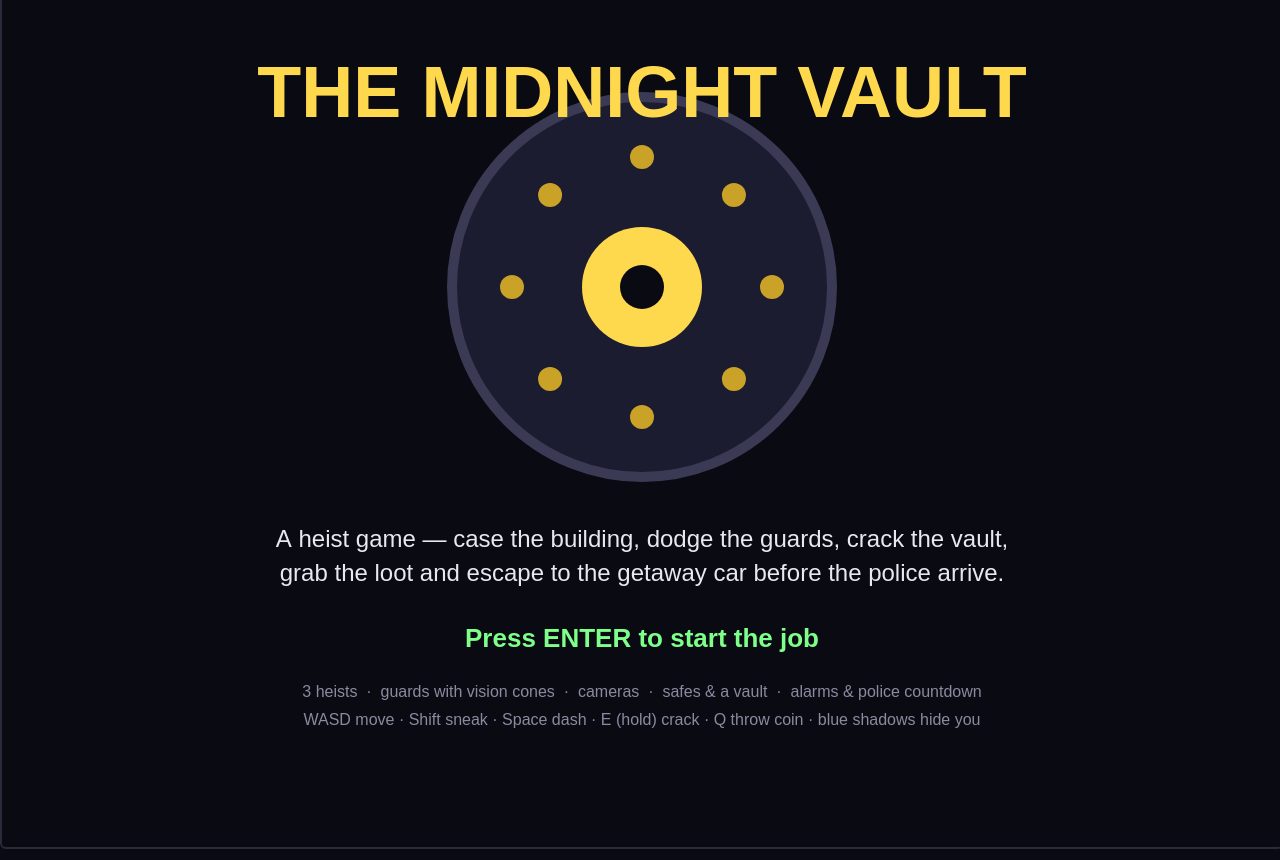 THE MIDNIGHT VAULT
A heist game — case the building, dodge the guards, crack the vault,
grab the loot and escape to the getaway car before the police arrive.
Press ENTER to start the job
3 heists · guards with vision cones · cameras · safes & a vault · alarms & police countdown
WASD move · Shift sneak · Space dash · E (hold) crack · Q throw coin · blue shadows hide you